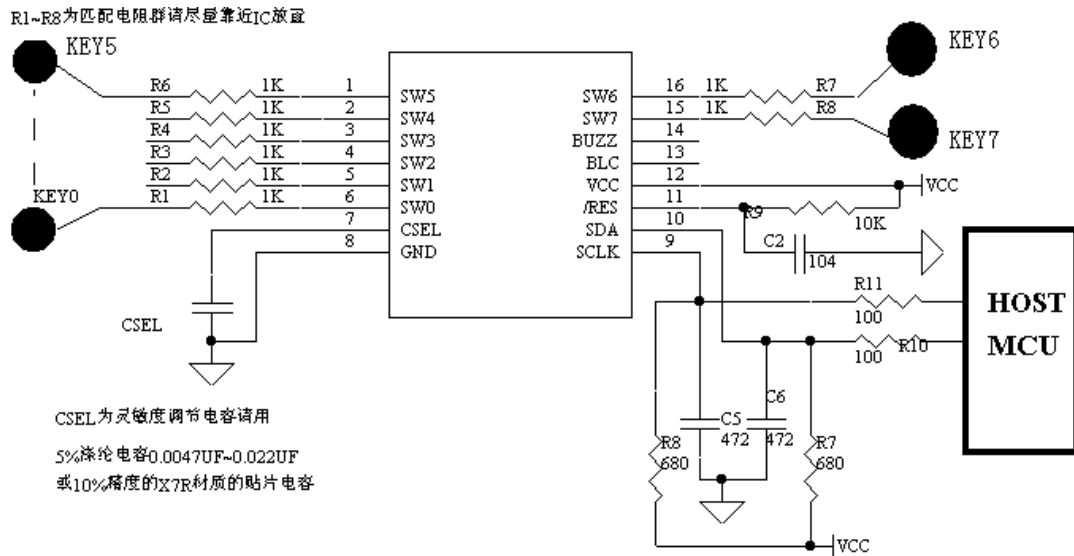 R1~R8为匹配电阻群请尽量靠近IC放置
KEY5
KEY6
R6 1K 1 SW5 SW6 16 1K R7
R5 1K 2 SW4 SW7 15 1K R8
R4 1K 3 SW3 BUZZ 14
KEY7
R3 1K 4 SW2 BLC 13
R2 1K 5 SW1 VCC 12 VCC
KEY0
R1 1K 6 SW0 /RES 11 R9 10K
7 CSEL SDA 10
8 GND SCLK 9 C2 104
R11
100
HOST
MCU
CSEL
100 R10
C6
CSEL为灵敏度调节电容请用
C5
472 472
R8 R7
680 680
5%涤纶电容0.0047UF~0.022UF
或10%精度的X7R材质的贴片电容
VCC